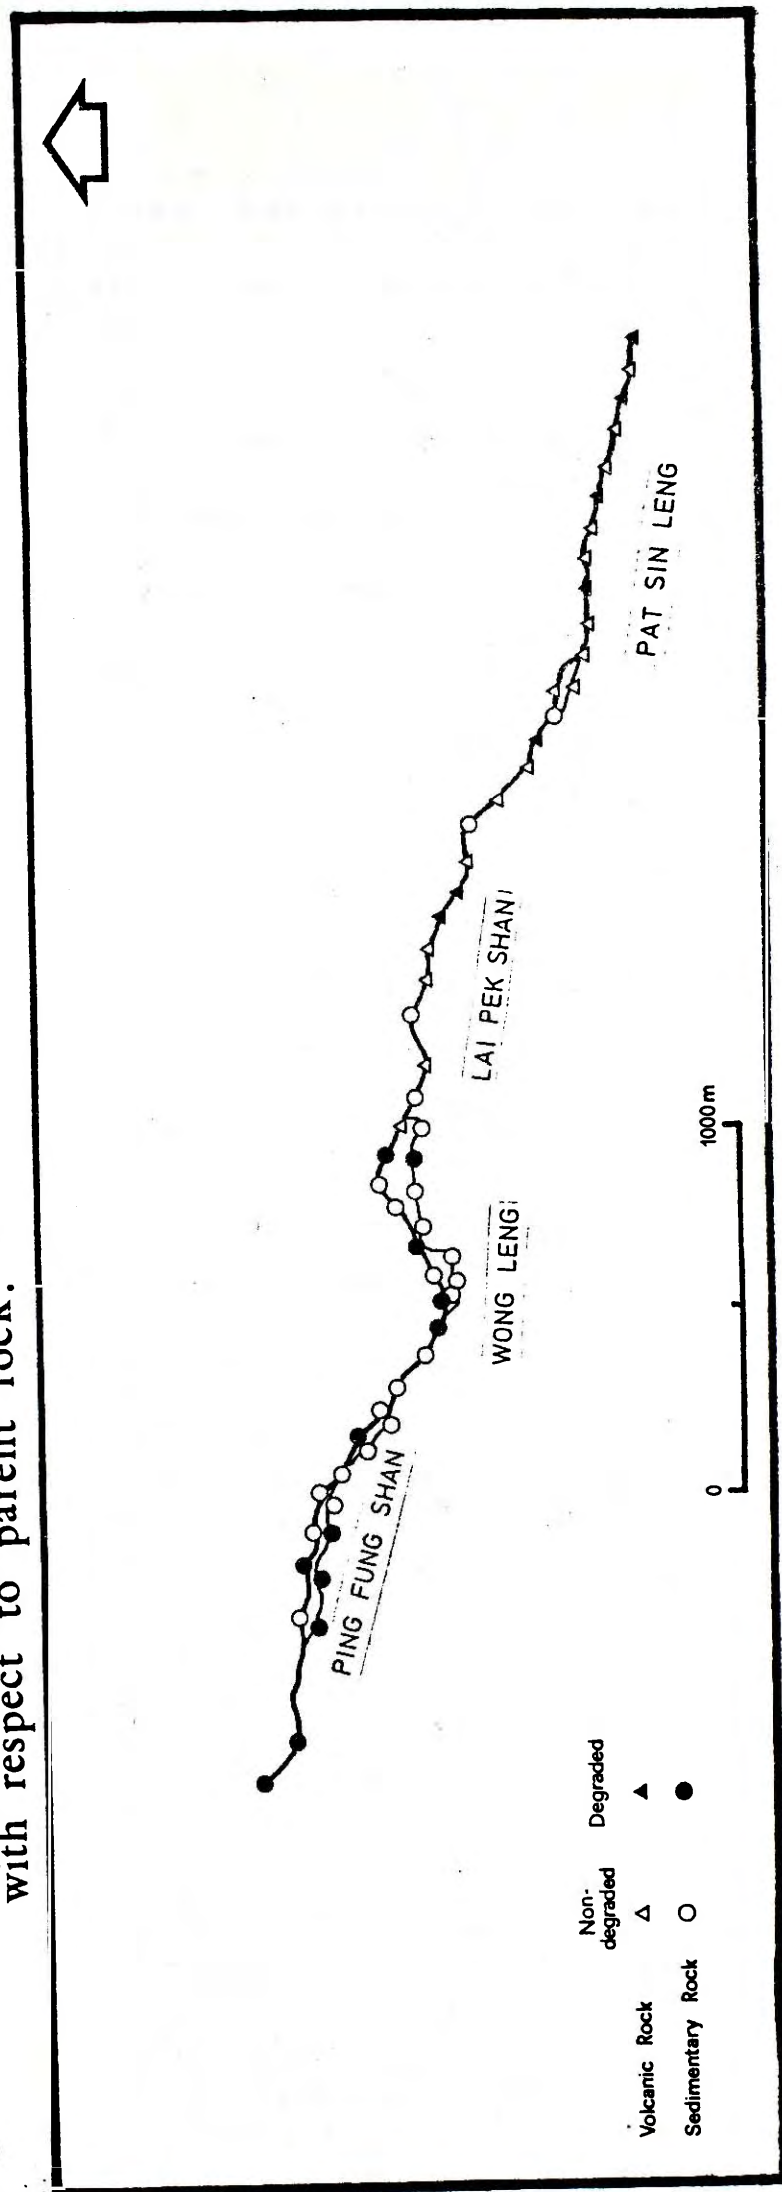 with respect to parent rock.
PING FUNG SHAN
WONG LENG
LAI PEK SHAN
PAT SIN LENG
0 1000m
Non-
degraded Degraded
Volcanic Rock
Sedimentary Rock